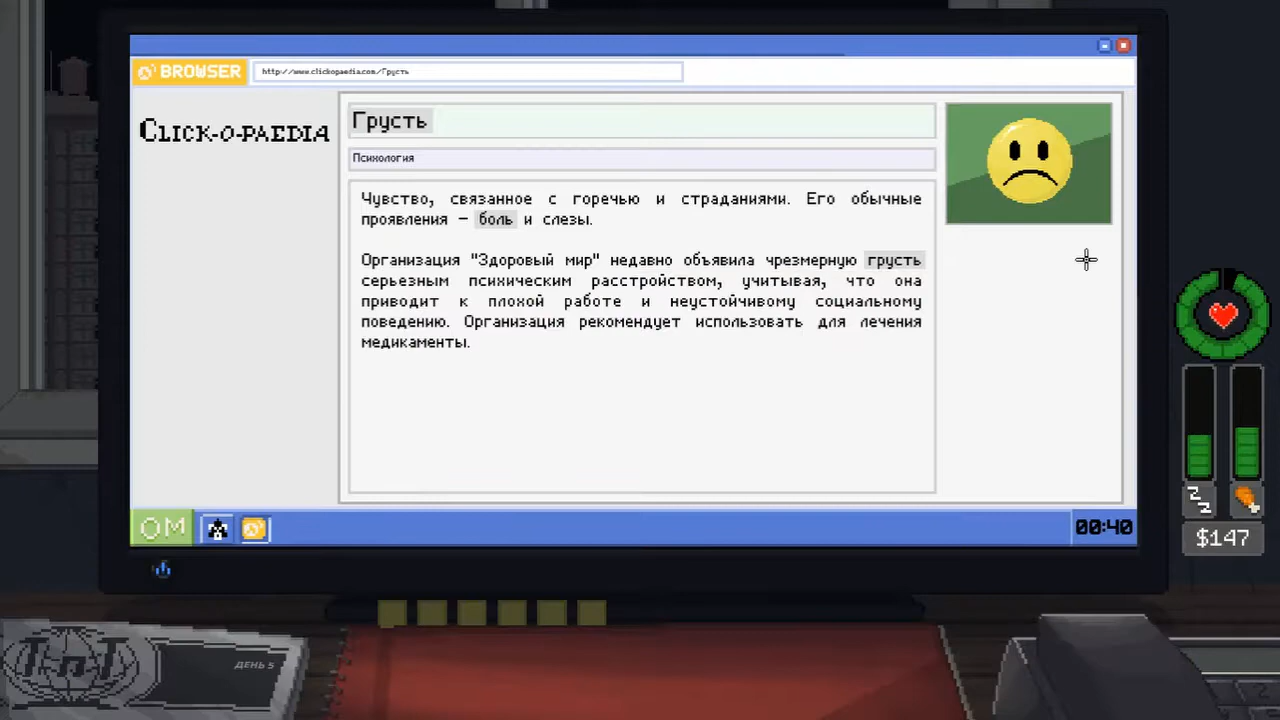 BROWSER
http://www.clickopaedia.com/Грусть
CLICK-O-PAEDIA
Грусть
Психология
Чувство, связанное с горечью и страданиями. Его обычные
проявления – боль и слезы.
Организация "Здоровый мир" недавно объявила чрезмерную грусть
серьезным психическим расстройством, учитывая, что она
приводит к плохой работе и неустойчивому социальному
поведению. Организация рекомендует использовать для лечения
медикаменты.
OM
00:40
$147
ДЕНЬ 5